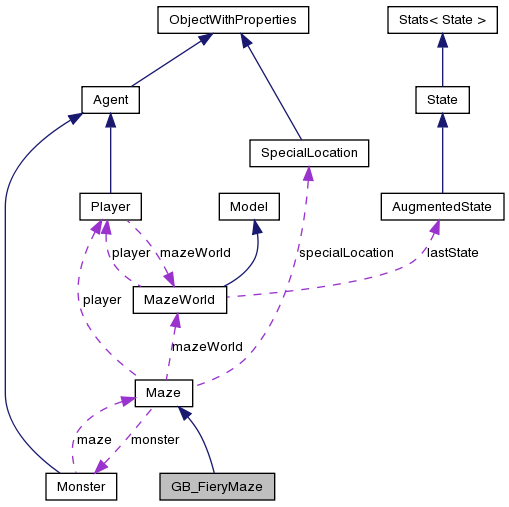 ObjectWithProperties
Stats< State >
Agent
State
SpecialLocation
Player
Model
AugmentedState
player
mazeWorld
specialLocation
lastState
player
MazeWorld
mazeWorld
Maze
maze
monster
Monster
GB_FieryMaze